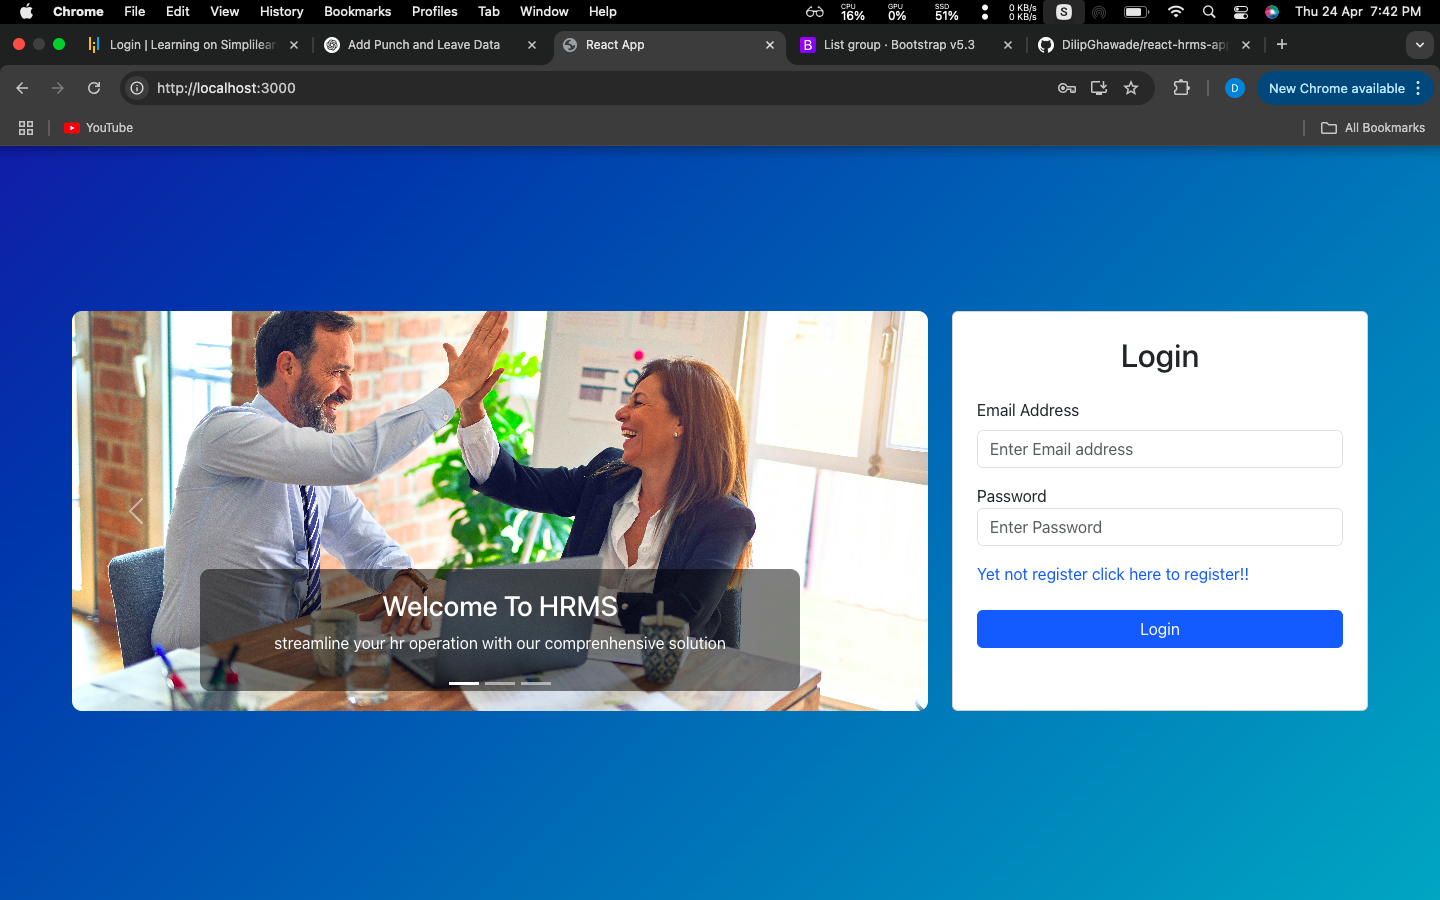 Chrome File Edit View History Bookmarks Profiles Tab Window Help CPU 16% GPU 0% SSD 51% 0 KB/s 0 KB/s S Thu 24 Apr 7:42 PM
Login | Learning on Simplilear Add Punch and Leave Data React App B List group · Bootstrap v5.3 DilipGhawade/react-hrms-ap
http://localhost:3000 D New Chrome available
YouTube All Bookmarks
Welcome To HRMS
streamline your hr operation with our comprenhensive solution
Login
Email Address
Enter Email address
Password
Enter Password
Yet not register click here to register!!
Login